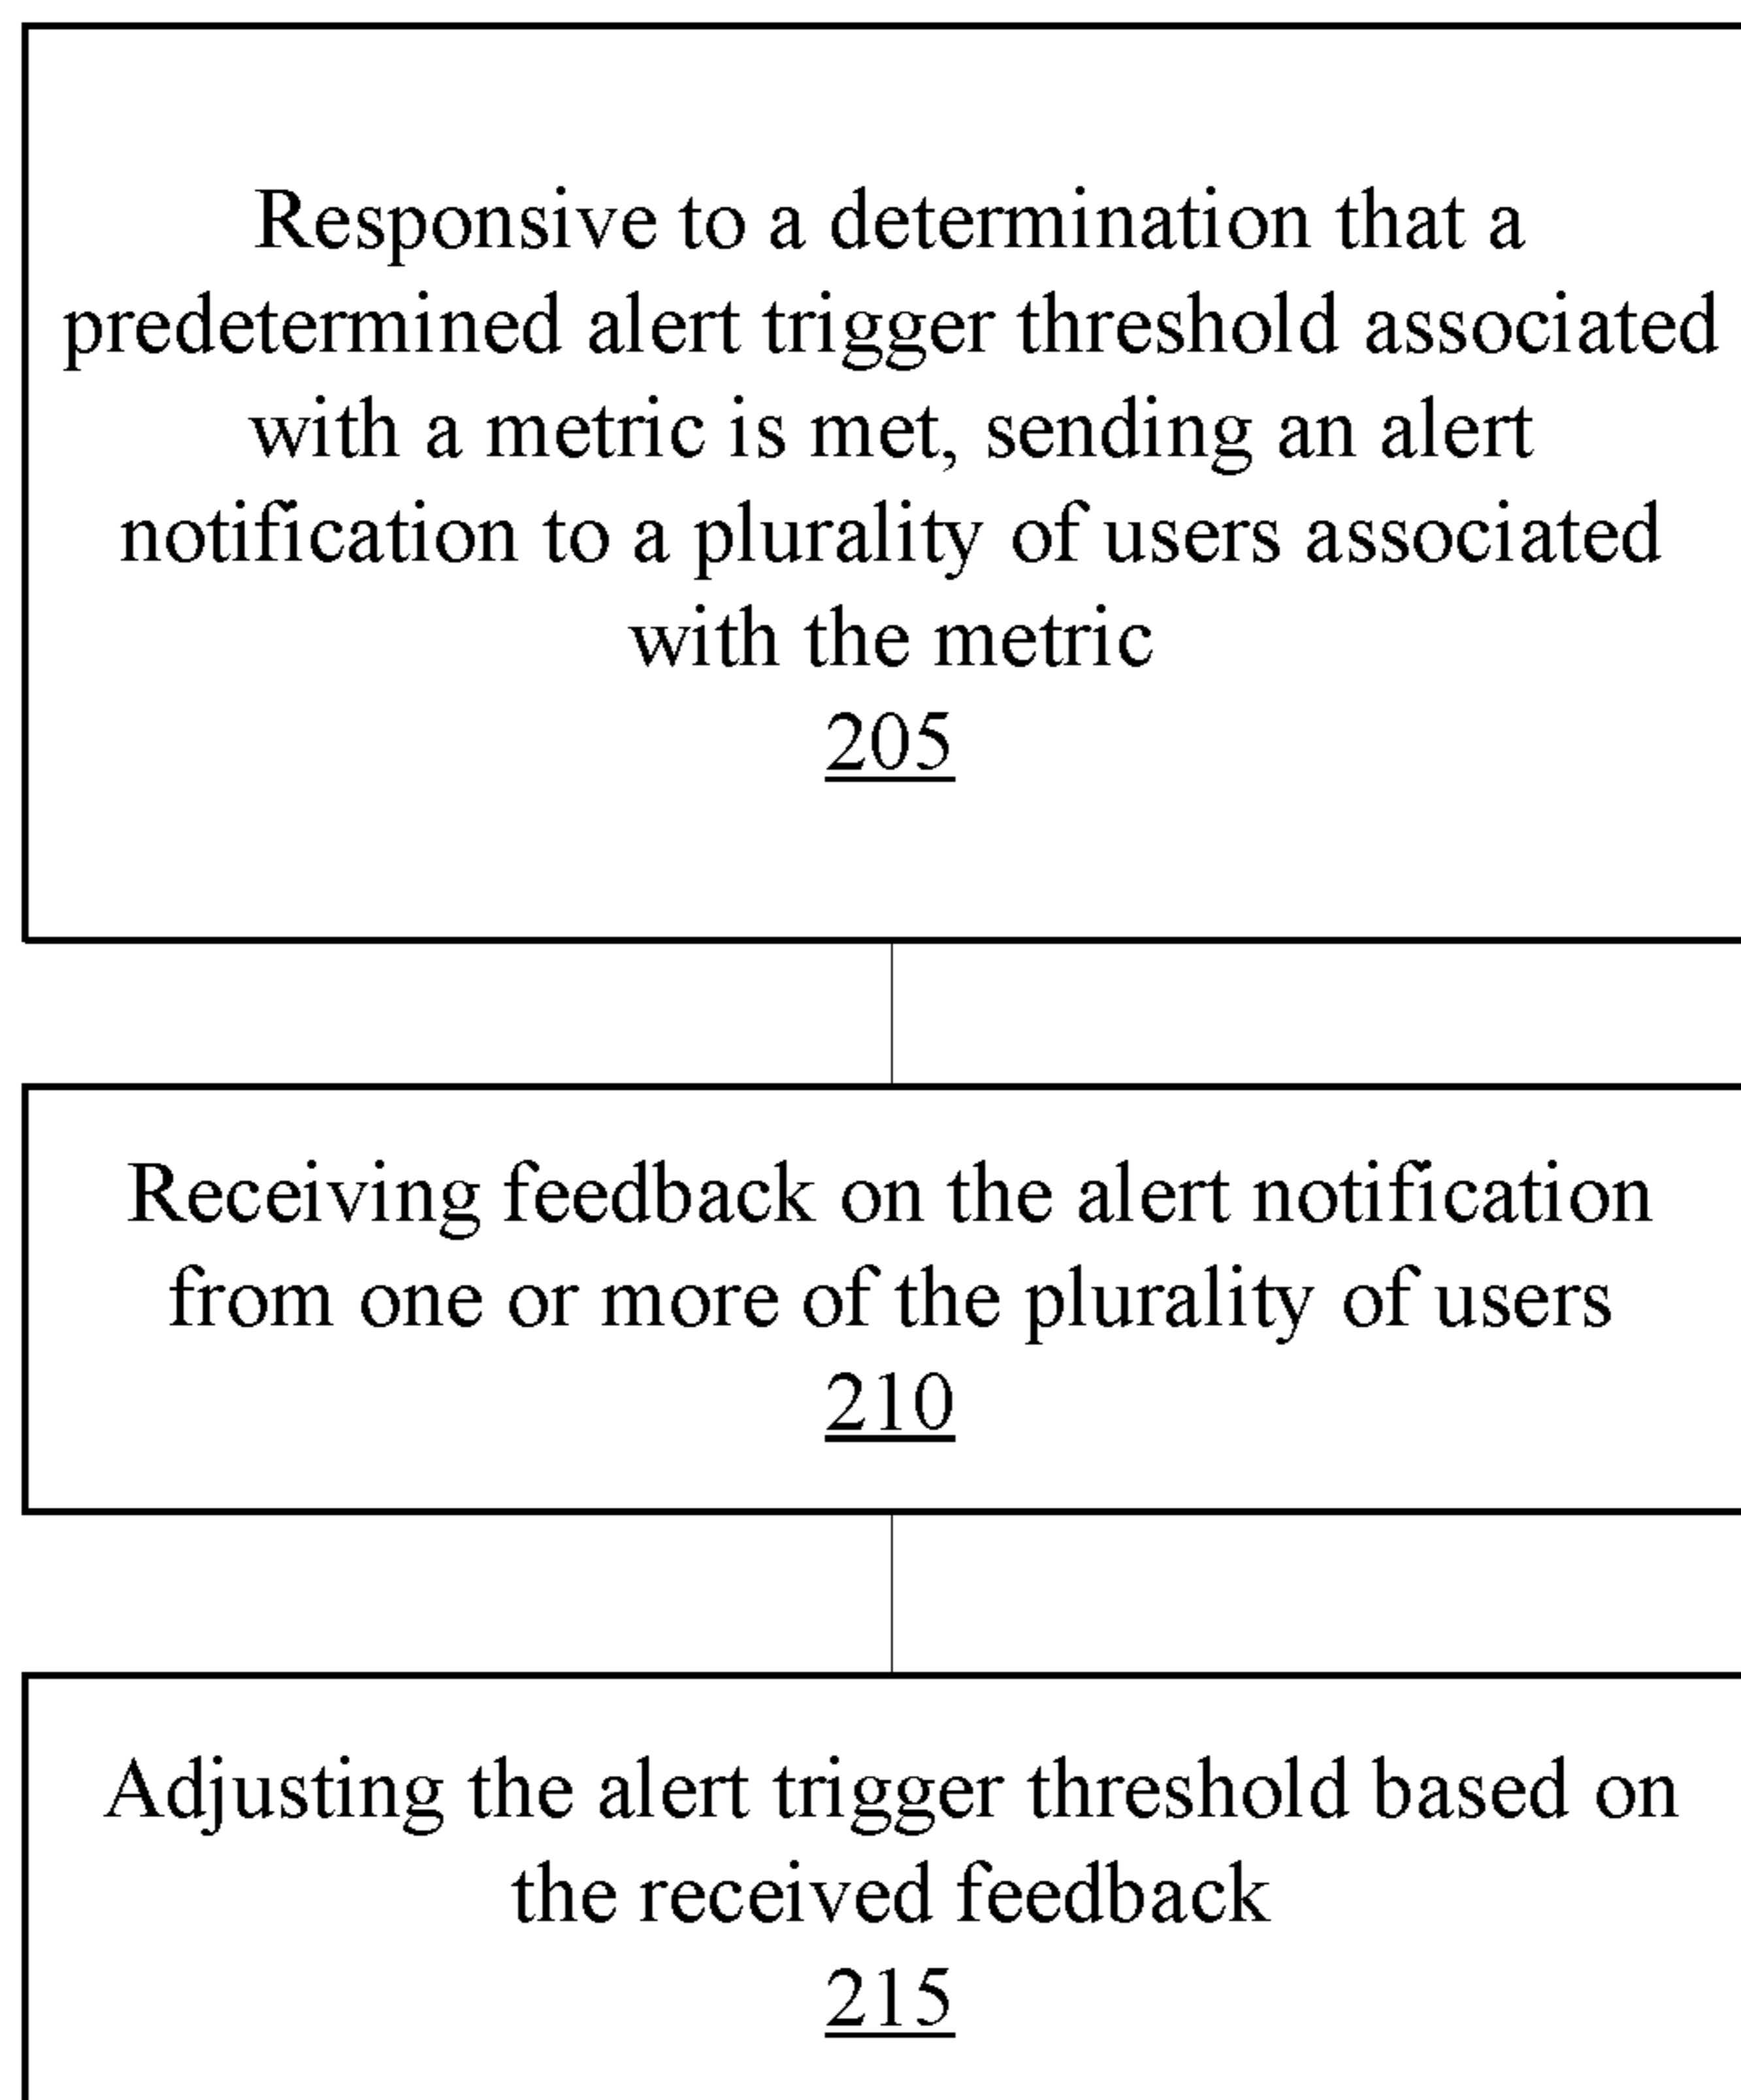 Responsive to a determination that a
predetermined alert trigger threshold associated
with a metric is met, sending an alert
notification to a plurality of users associated
with the metric
205
Receiving feedback on the alert notification
from one or more of the plurality of users
210
Adjusting the alert trigger threshold based on
the received feedback
215